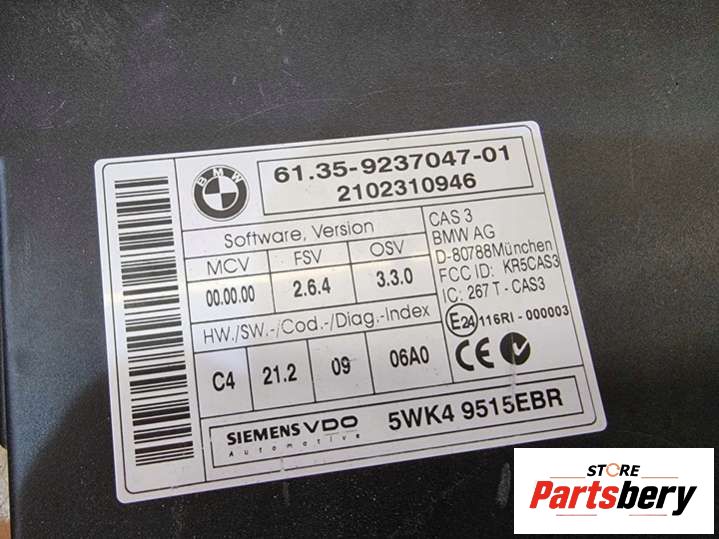 BMW
61.35-9237047-01
2102310946
Software, Version
MCV FSV OSV
00.00.00 2.6.4 3.3.0
HW./SW.-/Cod.-/Diag.-Index
C4 21.2 09 06A0
CAS 3
BMW AG
D-80788München
FCC ID: KR5CAS3
IC: 267 T - CAS3
E24 116RI - 000003
CE
SIEMENS VDO
Automotive
5WK4 9515EBR
STORE
Partsbery